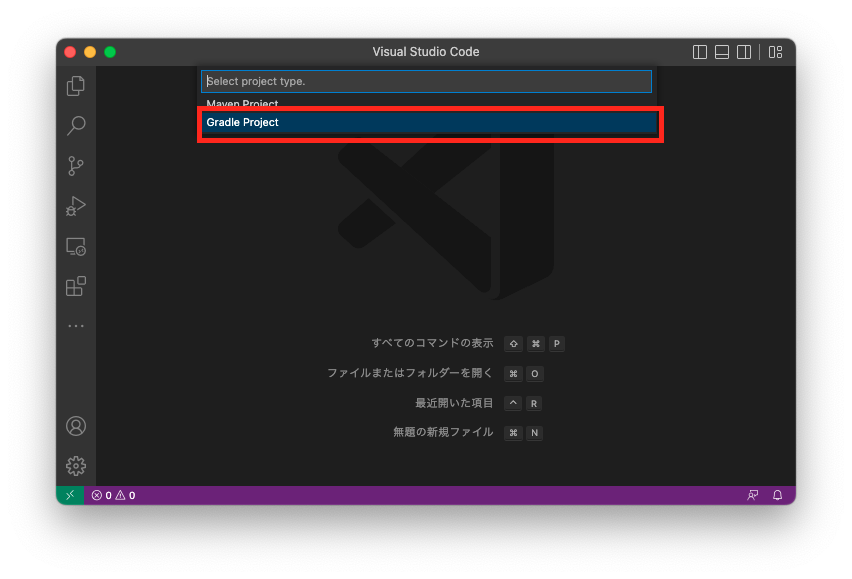 Visual Studio Code
Select project type.
Maven Project
Gradle Project
すべてのコマンドの表示 ⇧ ⌘ P
ファイルまたはフォルダーを開く ⌘ O
最近開いた項目 ^ R
無題の新規ファイル ⌘ N
0 0